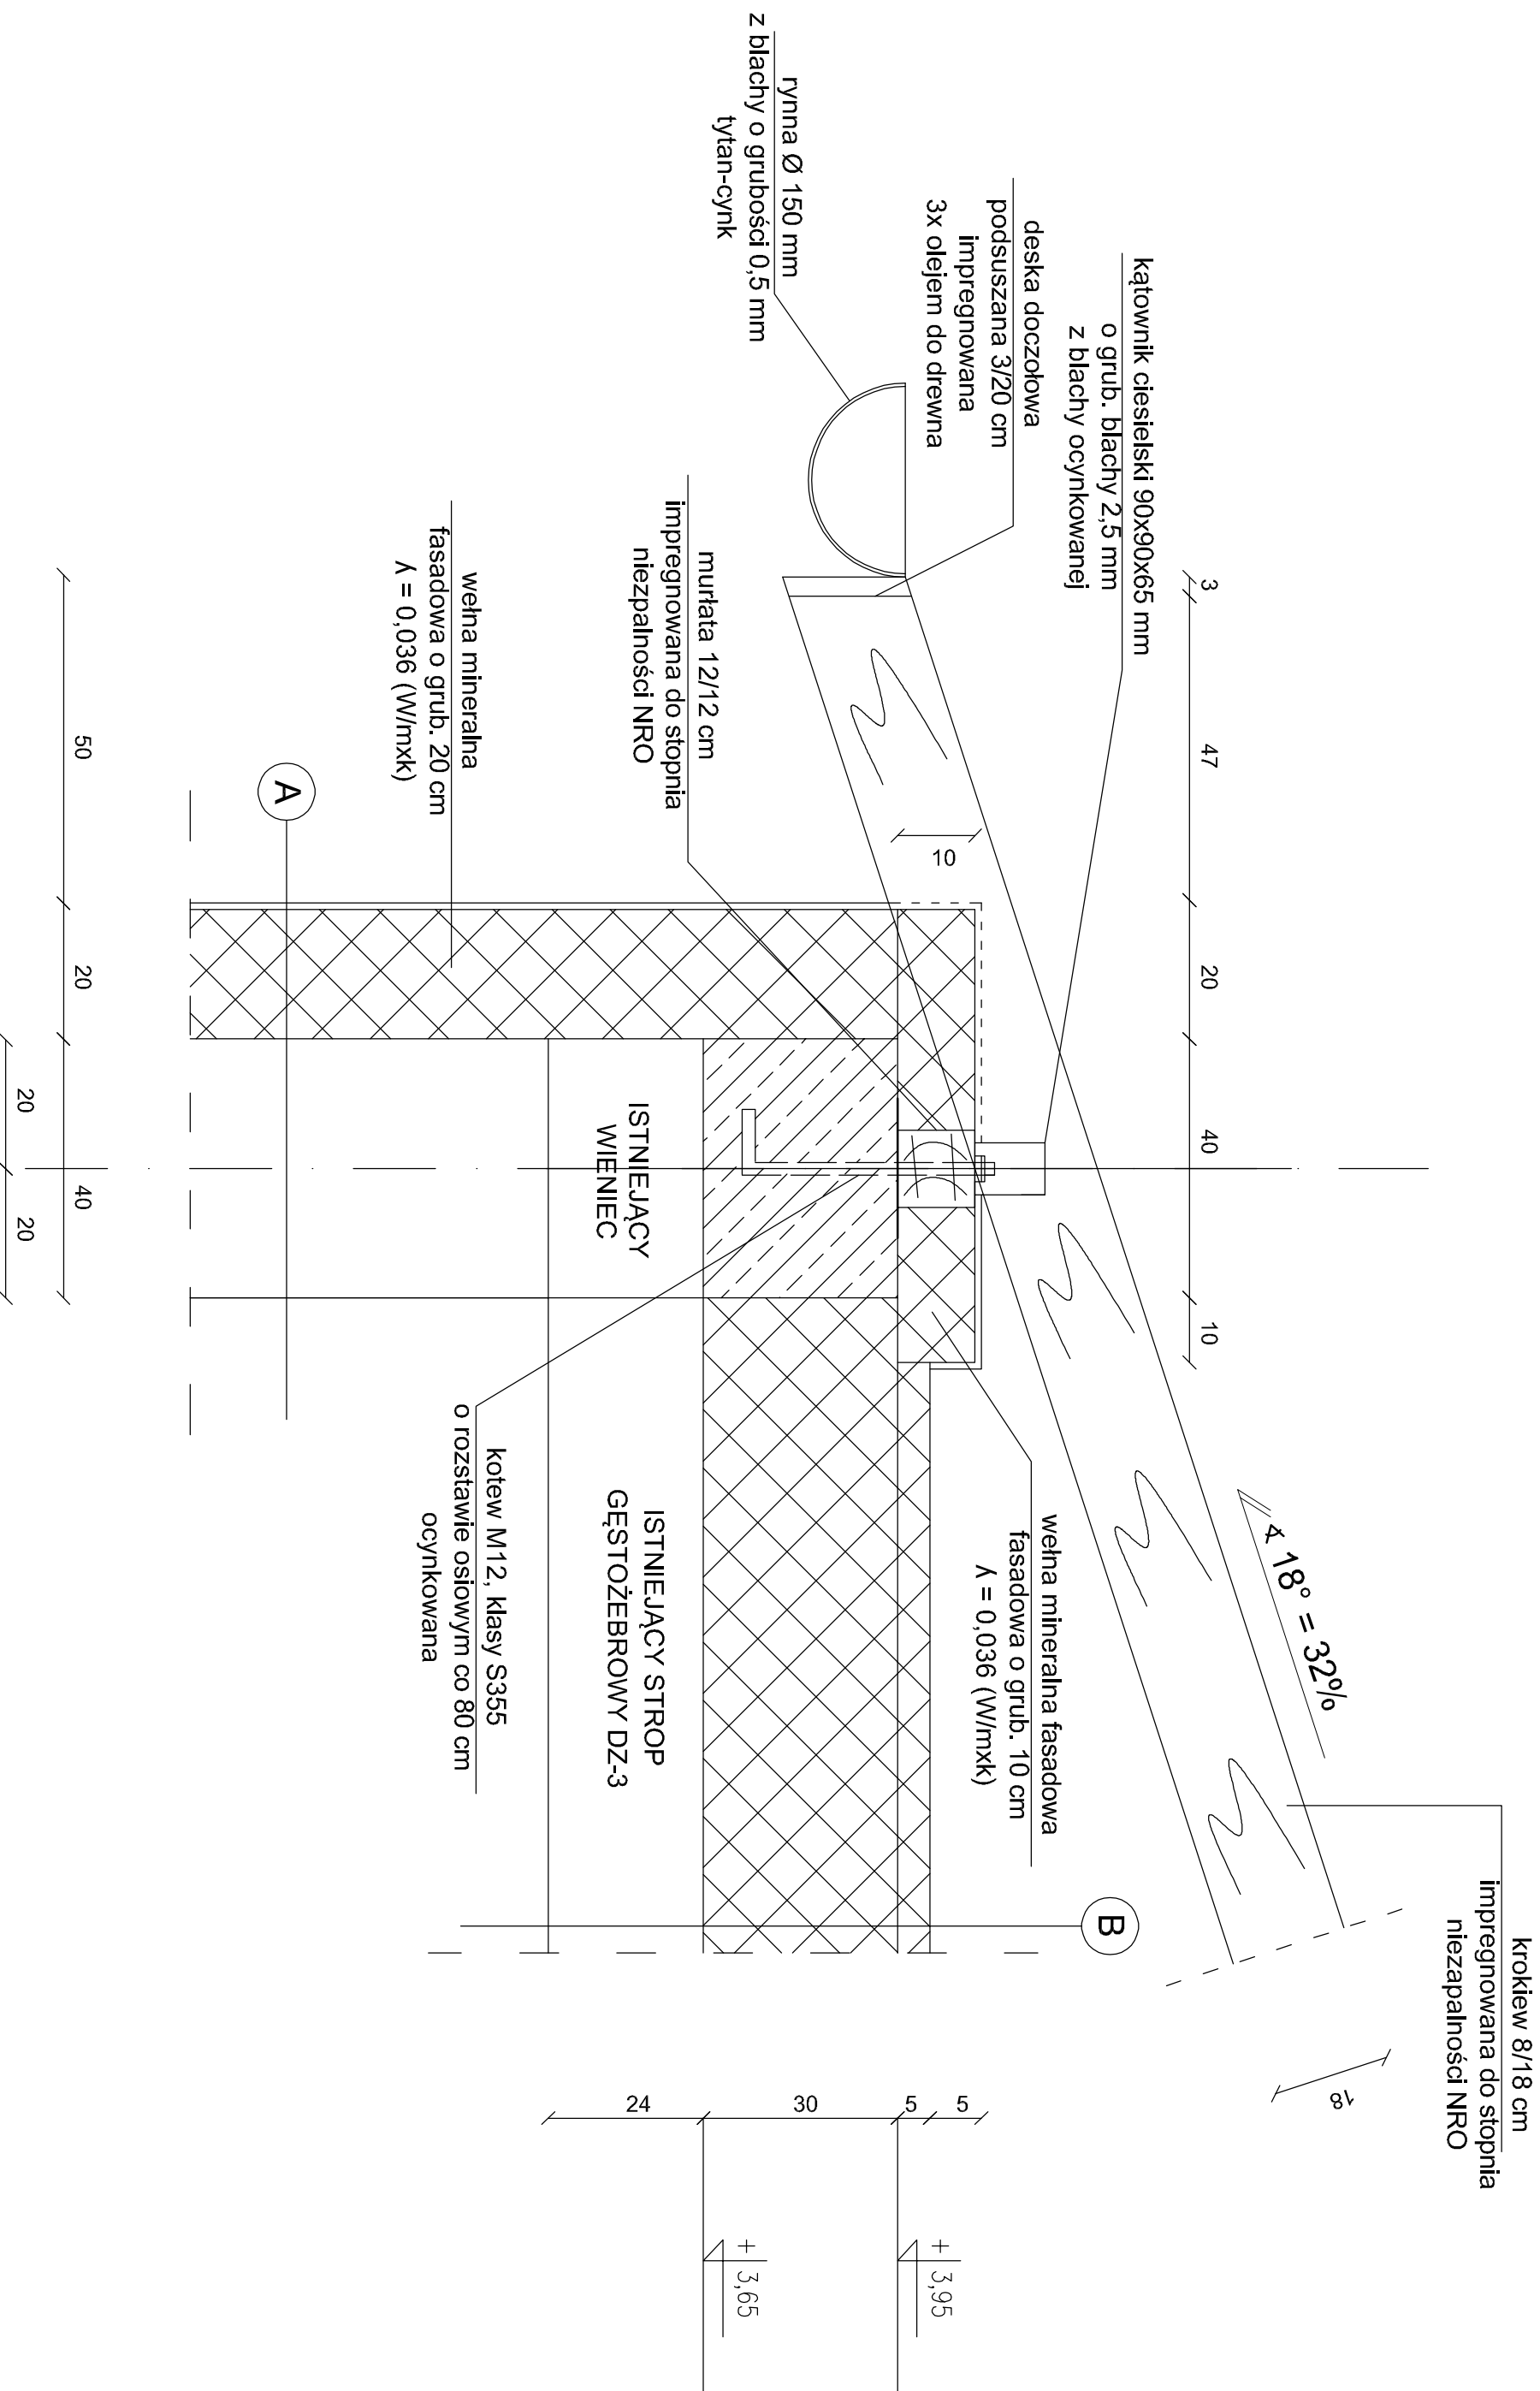 krokiew 8/18 cm
impregnowana do stopnia
niezapalności NRO
18
∢ 18° = 32%
kątownik ciesielski 90x90x65 mm
o grub. blachy 2,5 mm
z blachy ocynkowanej
3
47
20
40
10
deska doczołowa
podsuszana 3/20 cm
impregnowana
3x olejem do drewna
rynna Ø 150 mm
z blachy o grubości 0,5 mm
tytan-cynk
10
B
wełna mineralna fasadowa
fasadowa o grub. 10 cm
ʎ = 0,036 (W/mxk)
5
5
30
24
+ 3,95
+ 3,65
murłata 12/12 cm
impregnowana do stopnia
niezpalności NRO
ISTNIEJĄCY
WIENIEC
ISTNIEJĄCY STROP
GĘSTOŻEBROWY DZ-3
wełna mineralna
fasadowa o grub. 20 cm
ʎ = 0,036 (W/mxk)
kotew M12, klasy S355
o rozstawie osiowym co 80 cm
ocynkowana
A
50
20
40
20
20